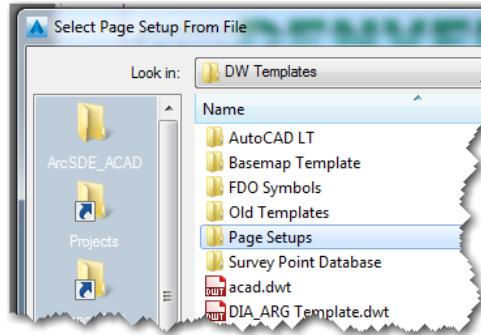 Select Page Setup From File
Look in: DW Templates
Name
AutoCAD LT
ArcSDE_ACAD
Basemap Template
FDO Symbols
Old Templates
Projects
Page Setups
Survey Point Database
acad.dwt
DIA_ARG Template.dwt